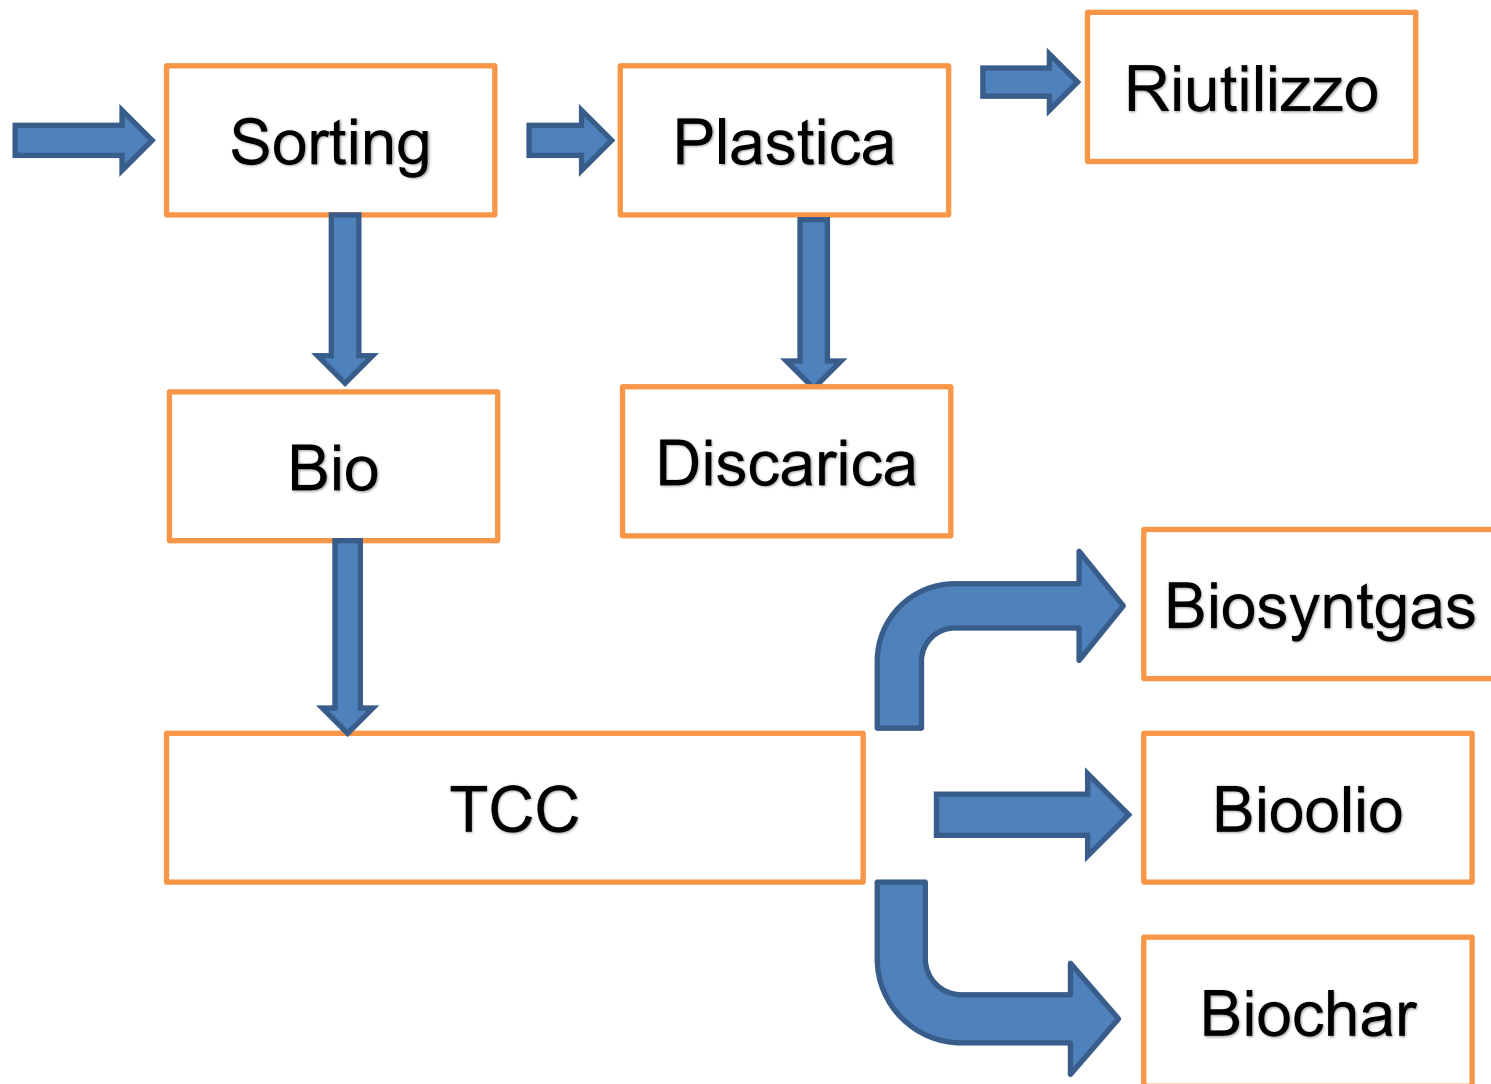 Riutilizzo
Sorting
Plastica
Bio
Discarica
Biosyntgas
TCC
Bioolio
Biochar